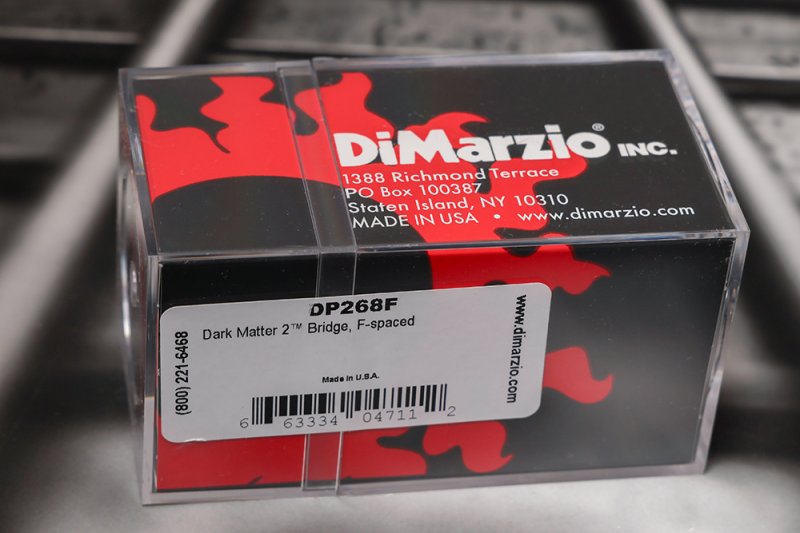 DiMarzio® INC.
1388 Richmond Terrace
PO Box 100387
Staten Island, NY 10310
MADE IN USA • www.dimarzio.com
DP268F
Dark Matter 2™ Bridge, F-spaced
(800) 221-6468
www.dimarzio.com
Made in U.S.A.
6 63334 04711 2